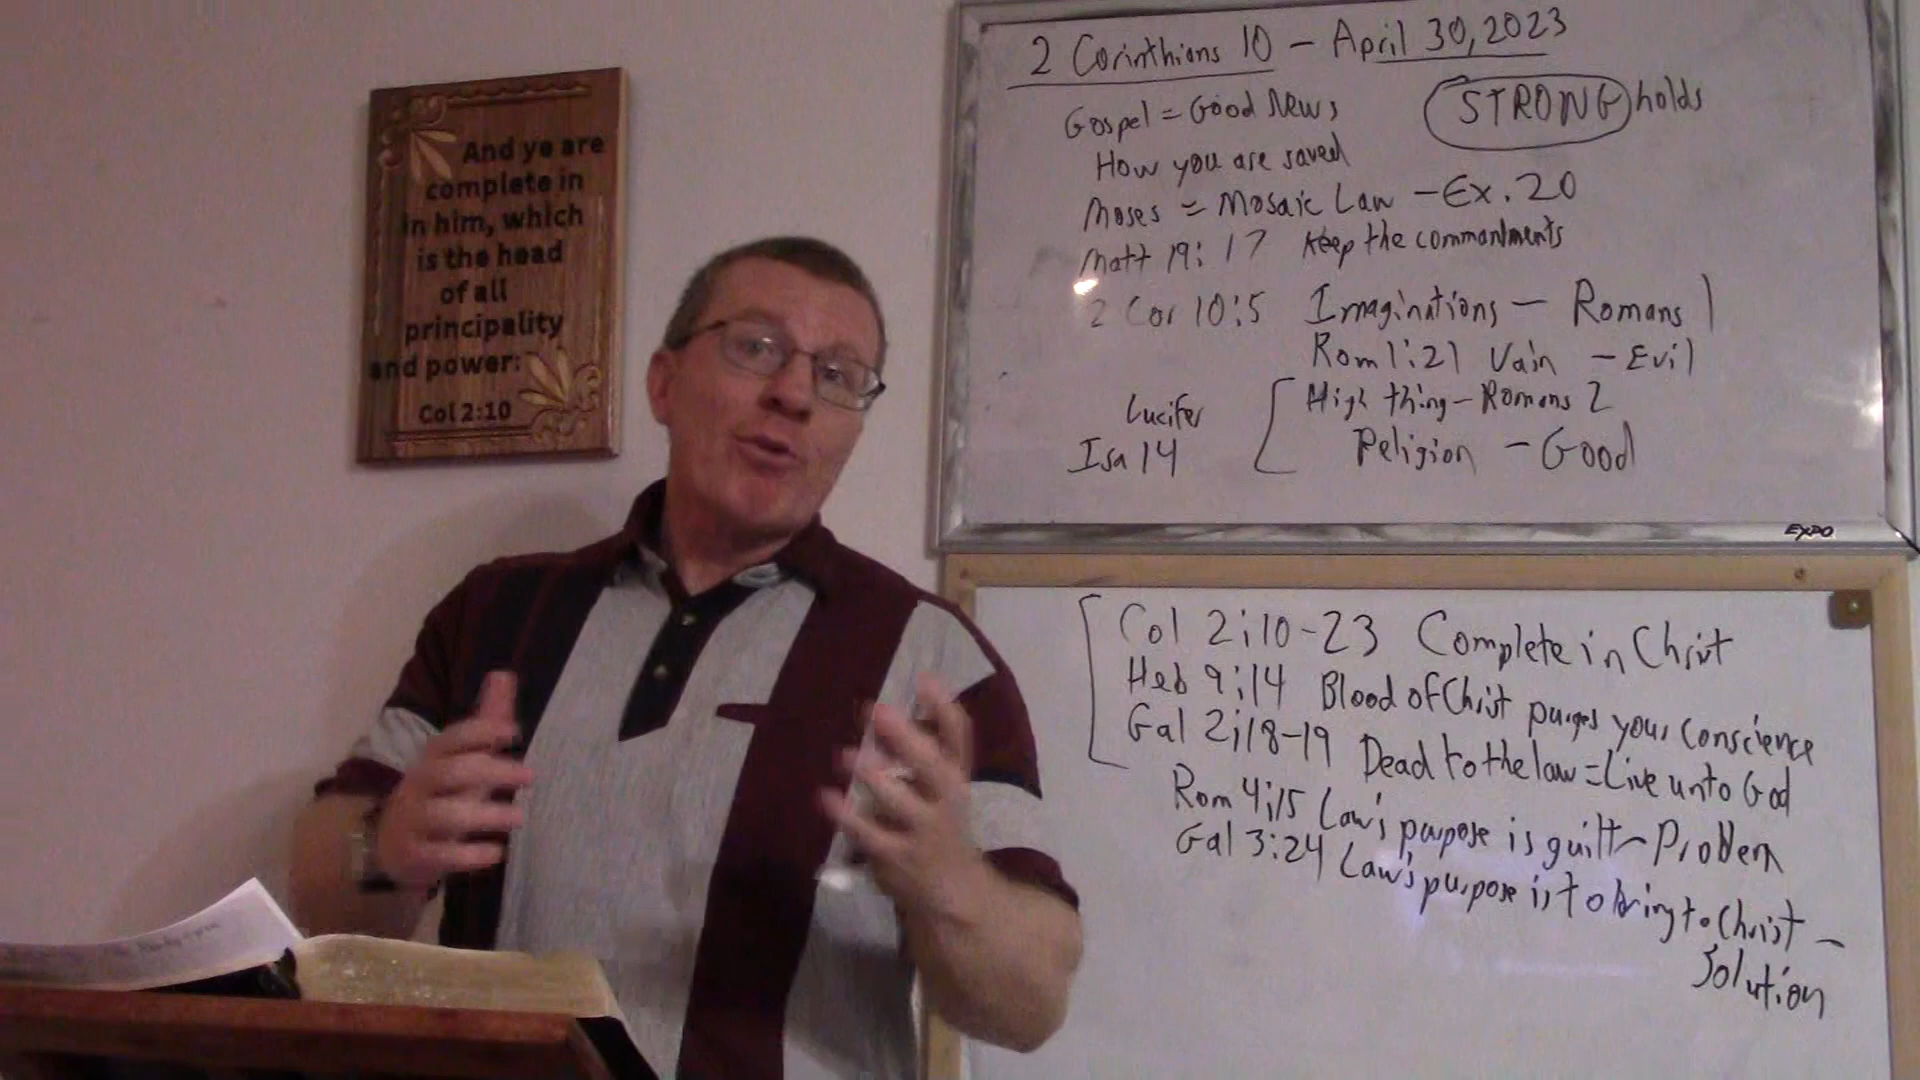 And ye are
complete in
in him, which
is the head
of all
principality
and power:
Col 2:10
2 Corinthians 10 - April 30, 2023
Gospel = Good News
STRONGholds
How you are saved
Moses = Mosaic Law - Ex. 20
Matt 19:17 Keep the commandments
2 Cor 10:5 Imaginations - Romans 1
Rom 1:21 Vain - Evil
Lucifer
High thing - Romans 2
Isa 14
Religion - Good
EXPO
Col 2:10-23 Complete in Christ
Heb 9:14 Blood of Christ purges your conscience
Gal 2:18-19 Dead to the law = Live unto God
Rom 4:15 Law's purpose is guilt - Problem
Gal 3:24 Law's purpose is to bring to Christ -
Solution